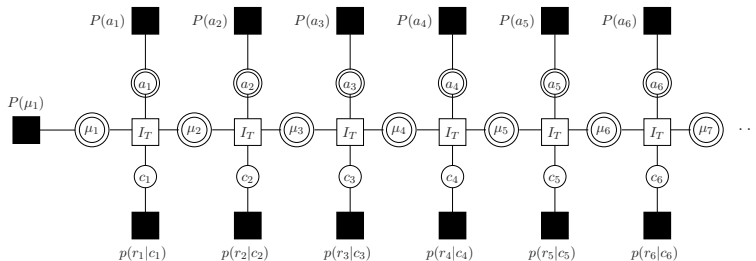 P(a₁) P(a₂) P(a₃) P(a₄) P(a₅) P(a₆)
a₁ a₂ a₃ a₄ a₅ a₆
P(μ₁)
μ₁ I_T μ₂ I_T μ₃ I_T μ₄ I_T μ₅ I_T μ₆ I_T μ₇ ··
c₁ c₂ c₃ c₄ c₅ c₆
p(r₁|c₁) p(r₂|c₂) p(r₃|c₃) p(r₄|c₄) p(r₅|c₅) p(r₆|c₆)